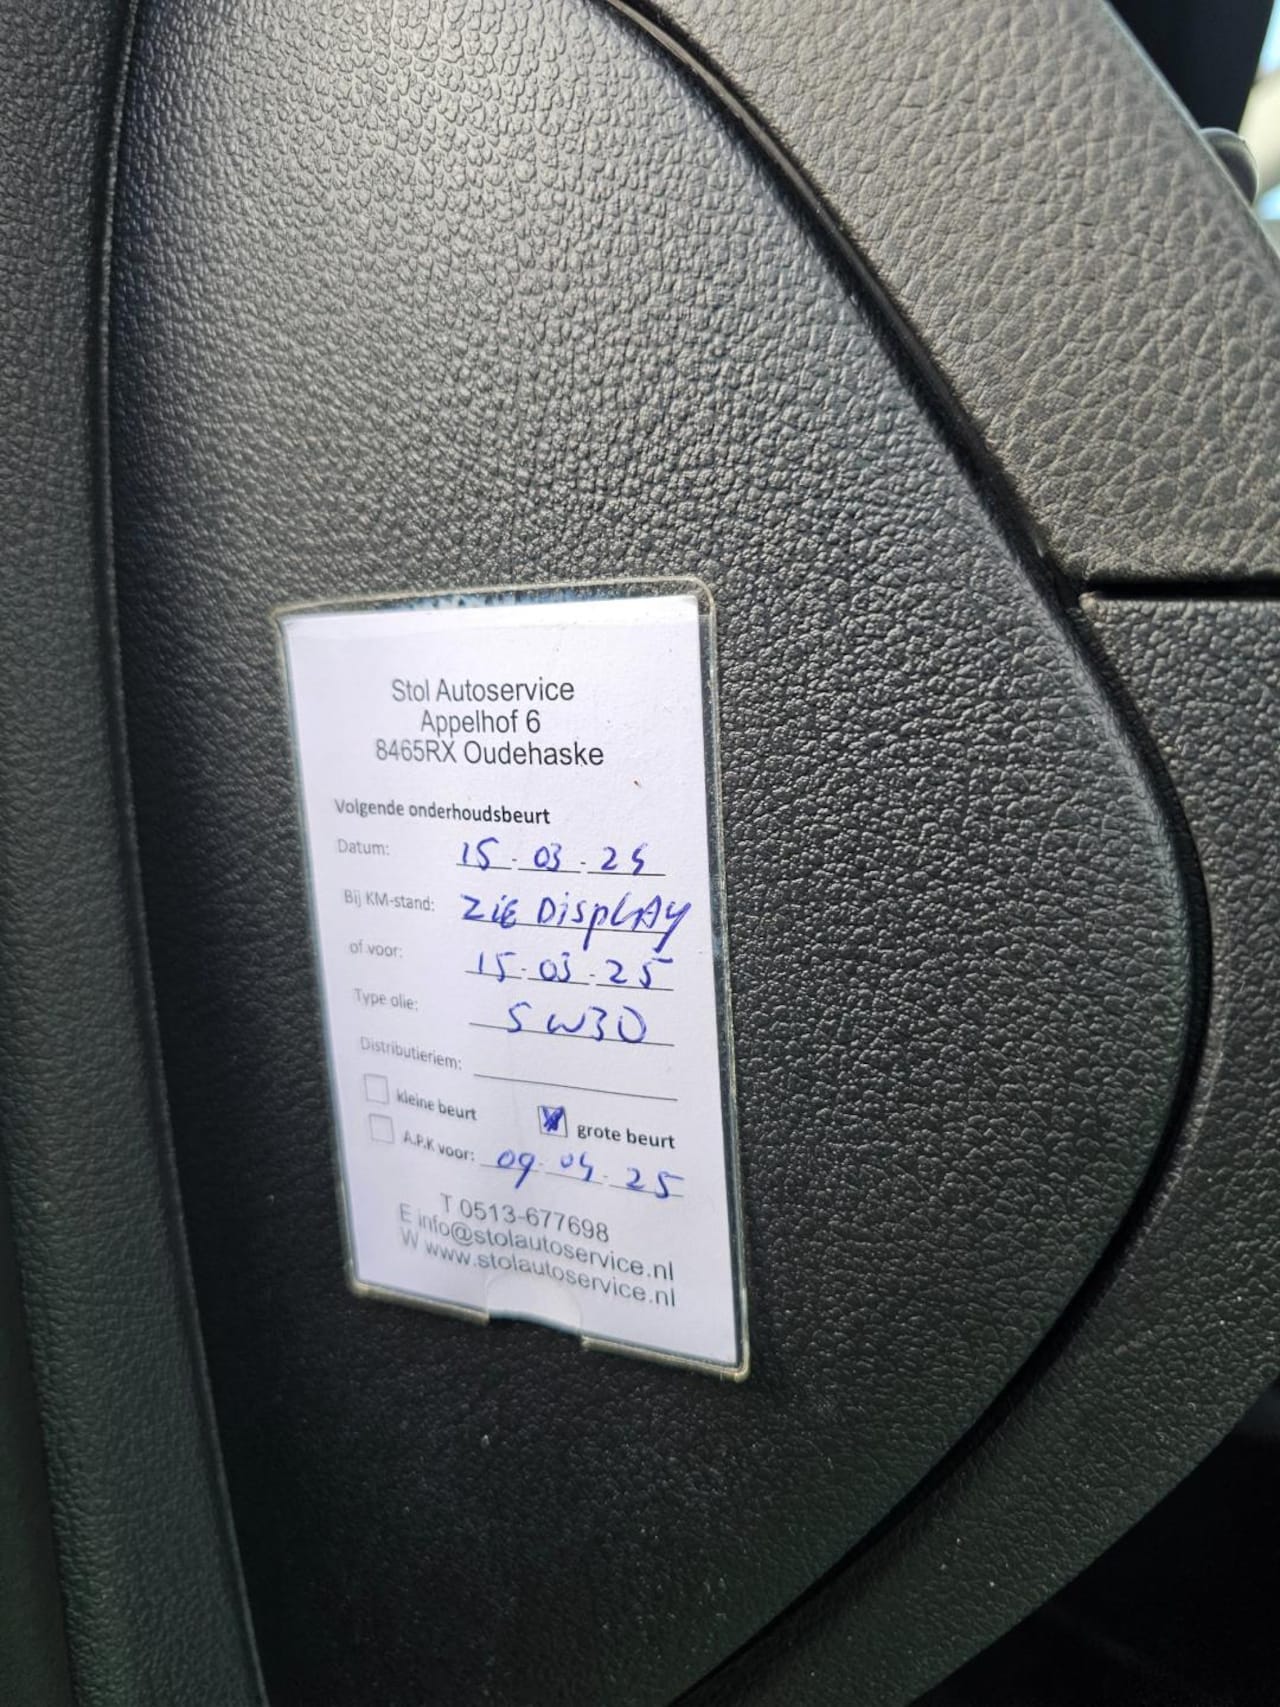 Stol Autoservice
Appelhof 6
8465RX Oudehaske
Volgende onderhoudsbeurt
Datum: 15-03-25
Bij KM-stand: Zie Display
of voor: 15-03-25
Type olie: 5W30
Distributieriem:
kleine beurt grote beurt
A.P.K voor: 09-04-25
T 0513-677698
E info@stolautoservice.nl
W www.stolautoservice.nl